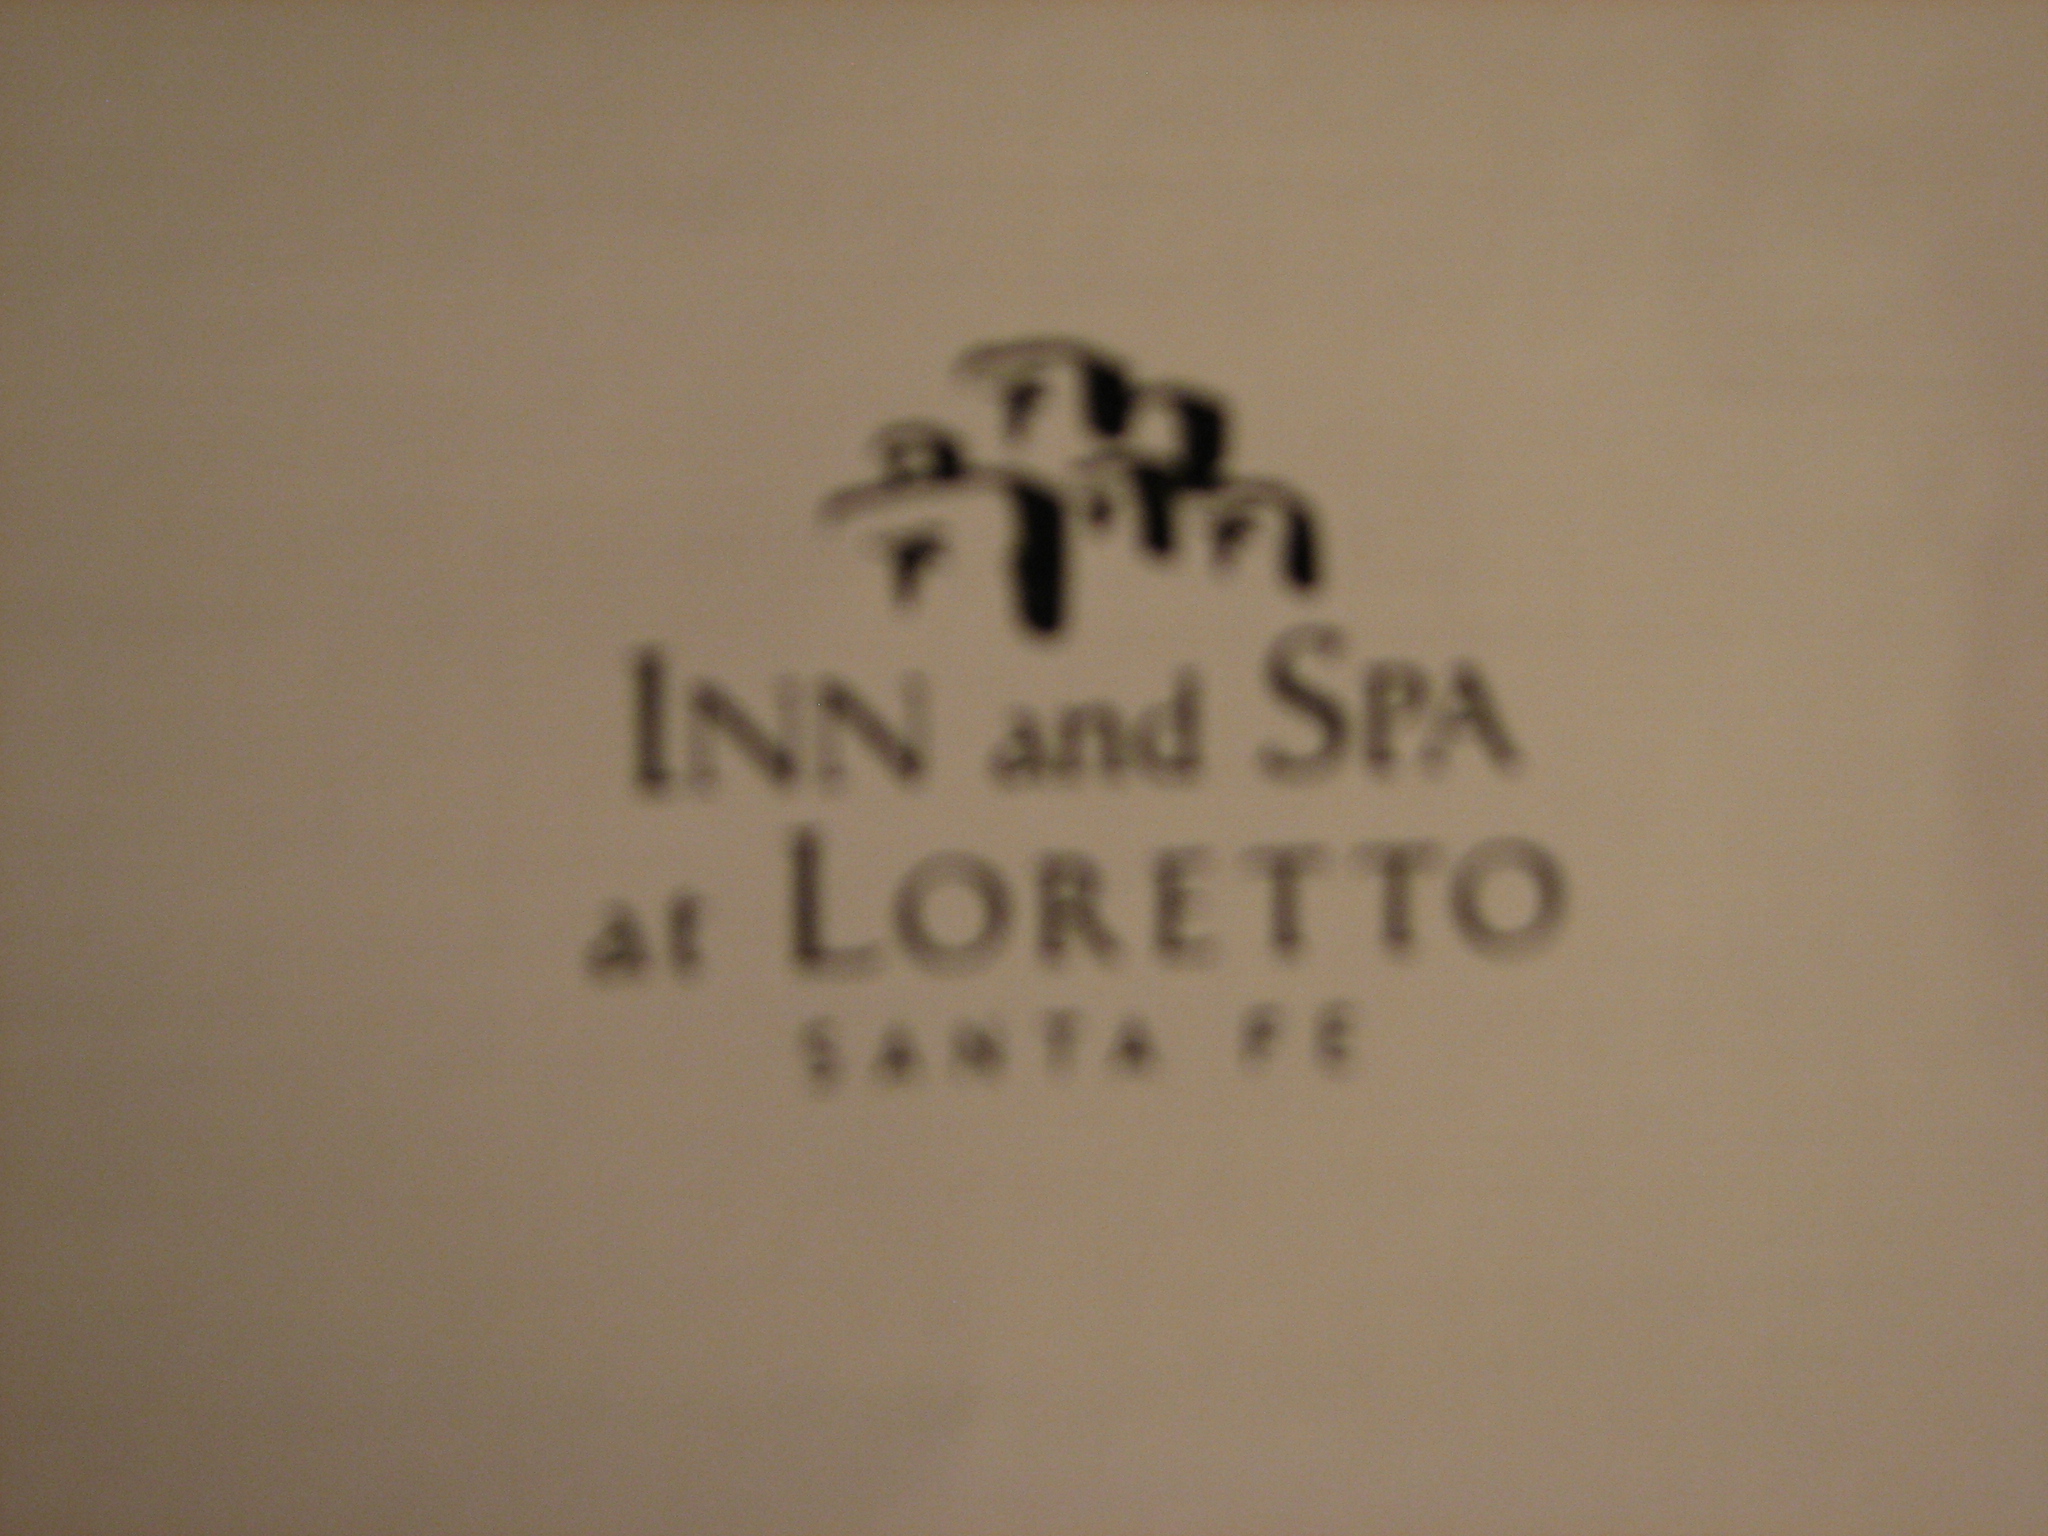 INN and SPA
at LORETTO
SANTA FE